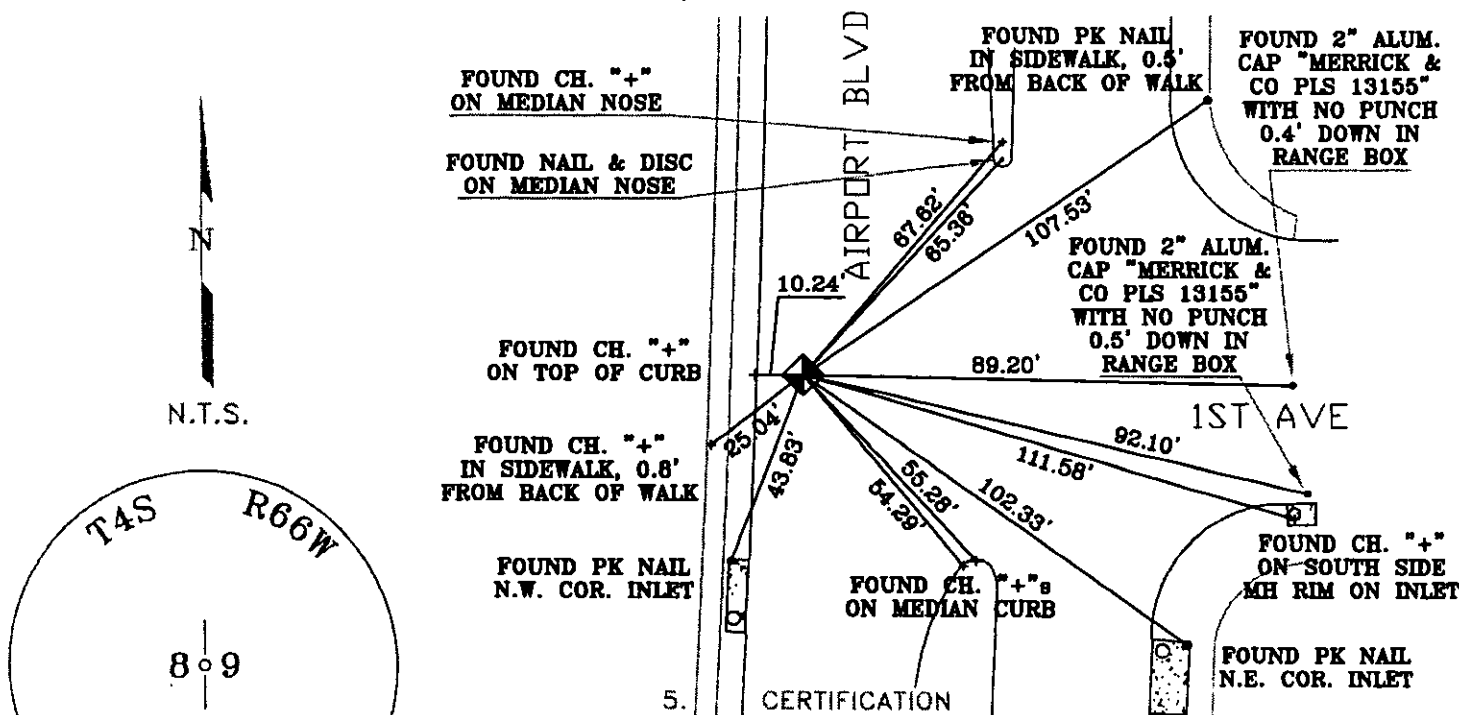 FOUND CH. "+"
ON MEDIAN NOSE
FOUND NAIL & DISC
ON MEDIAN NOSE
AIRPORT BLVD
FOUND PK NAIL
IN SIDEWALK, 0.5'
FROM BACK OF WALK
FOUND 2" ALUM.
CAP "MERRICK &
CO PLS 13155"
WITH NO PUNCH
0.4' DOWN IN
RANGE BOX
N
N.T.S.
67.62'
65.36'
107.53'
10.24'
FOUND 2" ALUM.
CAP "MERRICK &
CO PLS 13155"
WITH NO PUNCH
0.5' DOWN IN
RANGE BOX
FOUND CH. "+"
ON TOP OF CURB
89.20'
1ST AVE
FOUND CH. "+"
IN SIDEWALK, 0.8'
FROM BACK OF WALK
25.04'
43.83'
92.10'
111.58'
55.28'
54.29'
102.33'
T4S R66W
FOUND PK NAIL
N.W. COR. INLET
FOUND CH. "+"s
ON MEDIAN CURB
FOUND CH. "+"
ON SOUTH SIDE
MH RIM ON INLET
FOUND PK NAIL
N.E. COR. INLET
8 9
5. CERTIFICATION